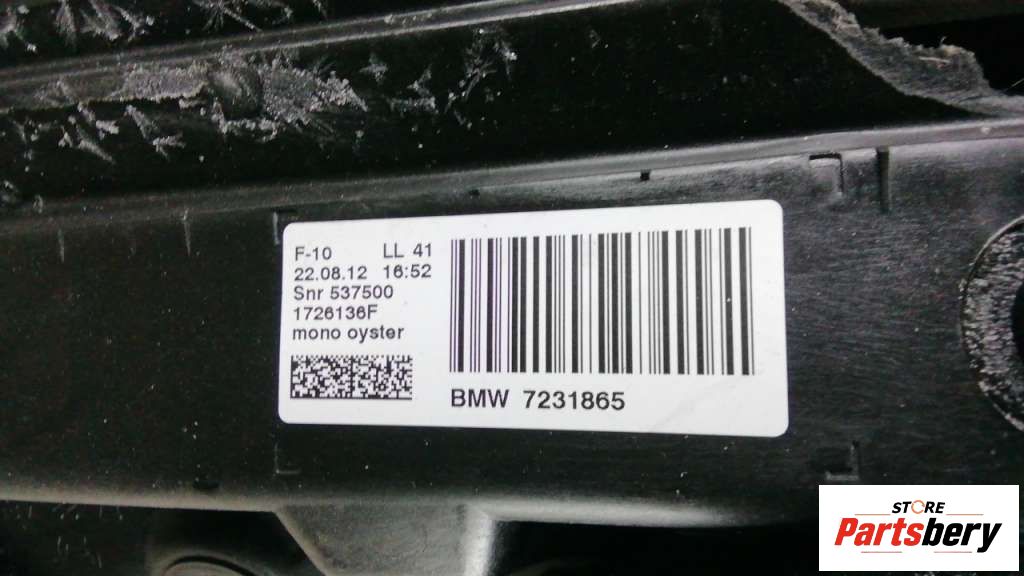 F-10 LL 41
22.08.12 16:52
Snr 537500
1726136F
mono oyster
BMW 7231865
STORE
Partsbery